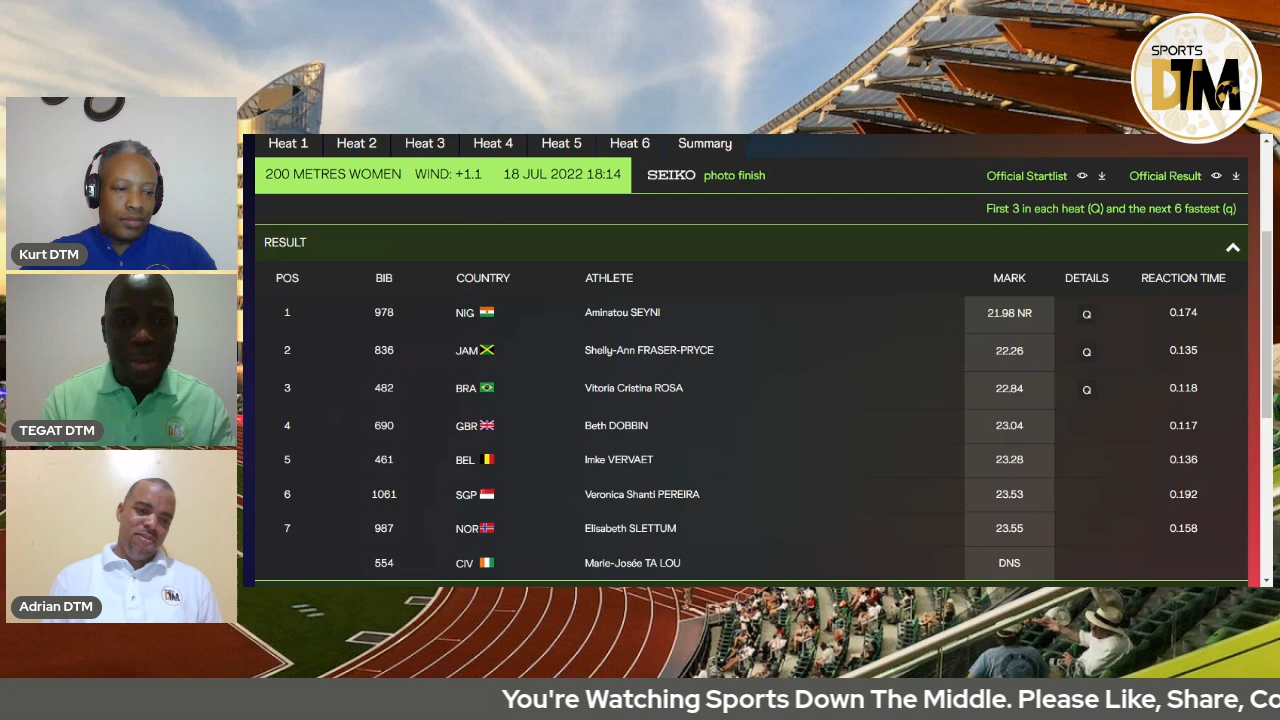 SPORTS
DTM
Heat 1 Heat 2 Heat 3 Heat 4 Heat 5 Heat 6 Summary
200 METRES WOMEN WIND: +1.1 18 JUL 2022 18:14 SEIKO photo finish Official Startlist Official Result
First 3 in each heat (Q) and the next 6 fastest (q)
RESULT
POS BIB COUNTRY ATHLETE MARK DETAILS REACTION TIME
1 978 NIG Aminatou SEYNI 21.98 NR Q 0.174
2 836 JAM Shelly-Ann FRASER-PRYCE 22.26 Q 0.135
3 482 BRA Vitoria Cristina ROSA 22.84 Q 0.118
4 690 GBR Beth DOBBIN 23.04 0.117
5 461 BEL Imke VERVAET 23.28 0.136
6 1061 SGP Veronica Shanti PEREIRA 23.53 0.192
7 987 NOR Elisabeth SLETTUM 23.55 0.158
554 CIV Marie-Josée TA LOU DNS
Kurt DTM
TEGAT DTM
DTM
Adrian DTM
You're Watching Sports Down The Middle. Please Like, Share, Co